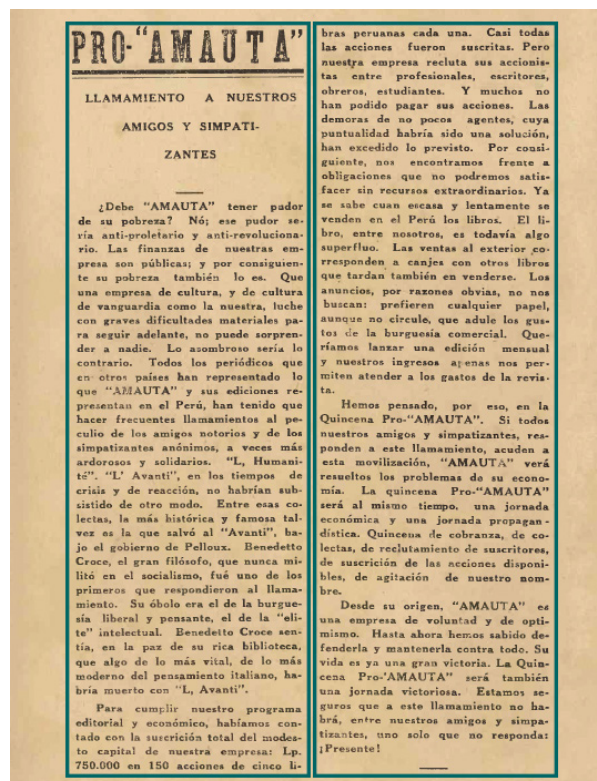 PRO-"AMAUTA"
LLAMAMIENTO A NUESTROS
AMIGOS Y SIMPATI-
ZANTES
¿Debe "AMAUTA" tener pudor
de su pobreza? Nó; ese pudor se-
ría anti-proletario y anti-revoluciona-
rio. Las finanzas de nuestras em-
presa son públicas; y por consiguien-
te su pobreza también lo es. Que
una empresa de cultura, y de cultura
de vanguardia como la nuestra, luche
con graves dificultades materiales pa-
ra seguir adelante, no puede sorpren-
der a nadie. Lo asombroso sería lo
contrario. Todos los periódicos que
en otros países han representado lo
que "AMAUTA" y sus ediciones re-
presentan en el Perú, han tenido que
hacer frecuentes llamamientos al pe-
culio de los amigos notorios y de los
simpatizantes anónimos, a veces más
ardorosos y solidarios. "L, Humani-
té". "L' Avanti", en los tiempos de
crisis y de reacción, no habrían sub-
sistido de otro modo. Entre esas co-
lectas, la más histórica y famosa tal-
vez es la que salvó al "Avanti", ba-
jo el gobierno de Pelloux. Benedetto
Croce, el gran filósofo, que nunca mi-
litó en el socialismo, fué uno de los
primeros que respondieron al llama-
miento. Su óbolo era el de la burgue-
sía liberal y pensante, el de la "eli-
te" intelectual. Benedetto Croce sen-
tía, en la paz de su rica biblioteca,
que algo de lo más vital, de lo más
moderno del pensamiento italiano, ha-
bría muerto con "L, Avanti".
Para cumplir nuestro programa
editorial y económico, habíamos con-
tado con la suscrición total del modes-
to capital de nuestra empresa: Lp.
750.000 en 150 acciones de cinco li-
bras peruanas cada una. Casi todas
las acciones fueron suscritas. Pero
nuestra empresa recluta sus accionis-
tas entre profesionales, escritores,
obreros, estudiantes. Y muchos no
han podido pagar sus acciones. Las
demoras de no pocos agentes, cuya
puntualidad habría sido una solución,
han excedido lo previsto. Por consi-
guiente, nos encontramos frente a
obligaciones que no podremos satis-
facer sin recursos extraordinarios. Ya
se sabe cuan escasa y lentamente se
venden en el Perú los libros. El li-
bro, entre nosotros, es todavía algo
superfluo. Las ventas al exterior co-
rresponden a canjes con otros libros
que tardan también en venderse. Los
anuncios, por razones obvias, no nos
buscan: prefieren cualquier papel,
aunque no circule, que adule los gus-
tos de la burguesía comercial. Que-
ríamos lanzar una edición mensual
y nuestros ingresos apenas nos per-
miten atender a los gastos de la revis-
ta.
Hemos pensado, por eso, en la
Quincena Pro-"AMAUTA". Si todos
nuestros amigos y simpatizantes, res-
ponden a este llamamiento, acuden a
esta movilización, "AMAUTA" verá
resueltos los problemas de su econo-
mía. La quincena Pro-"AMAUTA"
será al mismo tiempo, una jornada
económica y una jornada propagan-
dística. Quincena de cobranza, de co-
lectas, de reclutamiento de suscritores,
de suscrición de las acciones disponi-
bles, de agitación de nuestro nom-
bre.
Desde su origen, "AMAUTA" es
una empresa de voluntad y de opti-
mismo. Hasta ahora hemos sabido de-
fenderla y mantenerla contra todo. Su
vida es ya una gran victoria. La Quin-
cena Pro-'AMAUTA" será también
una jornada victoriosa. Estamos se-
guros que a este llamamiento no ha-
brá, entre nuestros amigos y simpa-
tizantes, uno solo que no responda:
¡Presente!